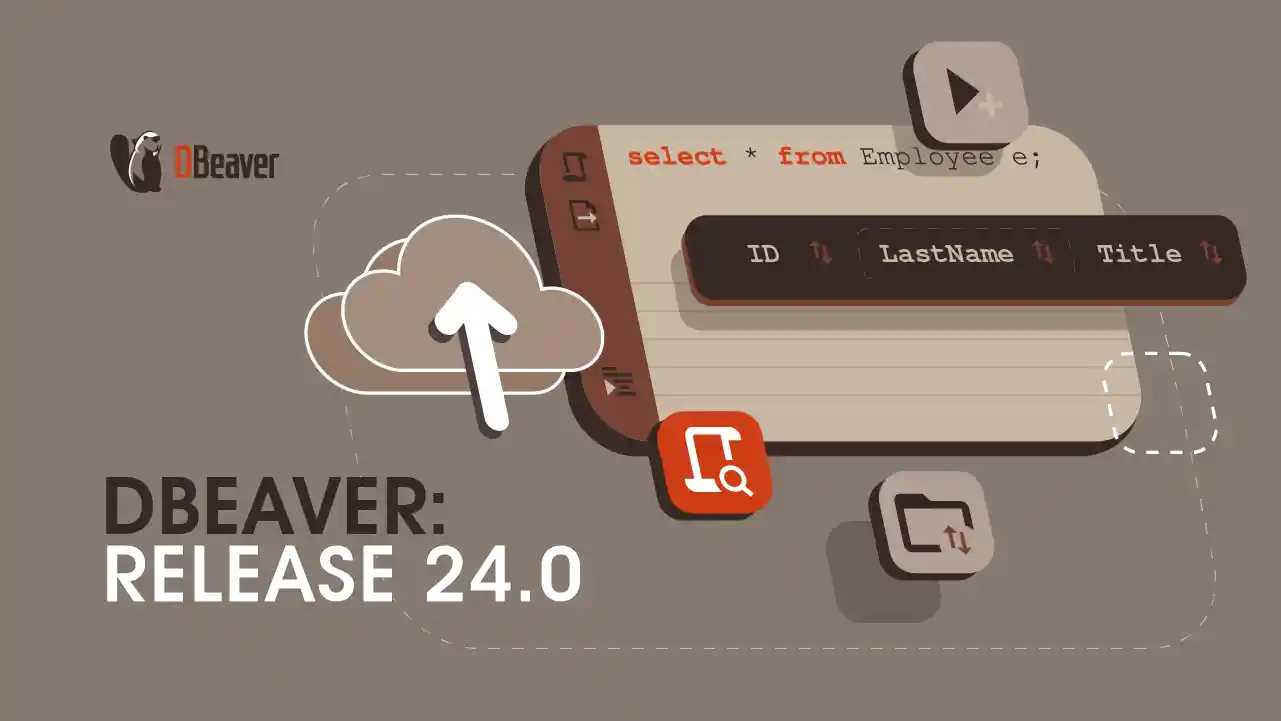 DBeaver
select * from Employee e;
ID LastName Title
DBEAVER:
RELEASE 24.0